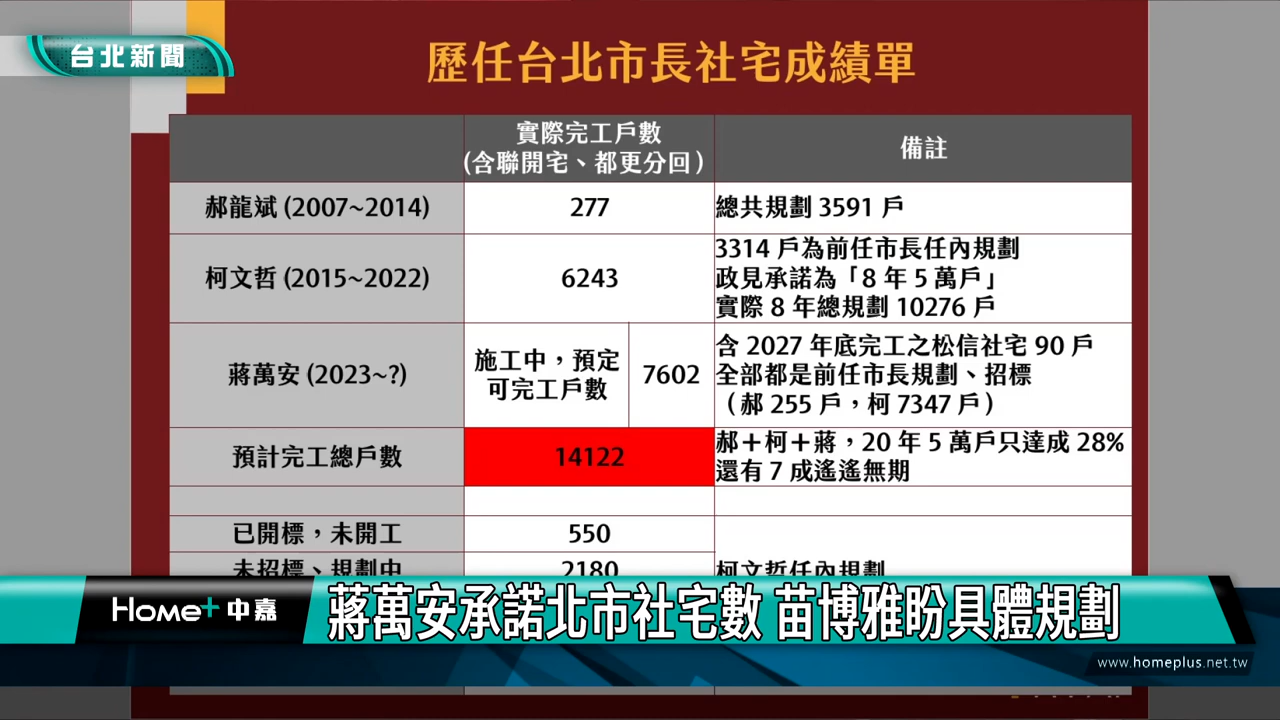 台北新聞
歷任台北市長社宅成績單
實際完工戶數
(含聯開宅、都更分回)
備註
郝龍斌 (2007~2014)
277
總共規劃 3591 戶
柯文哲 (2015~2022)
6243
3314 戶為前任市長任內規劃
政見承諾為「8 年 5 萬戶」
實際 8 年總規劃 10276 戶
蔣萬安 (2023~?)
施工中，預定
可完工戶數
7602
含 2027 年底完工之松信社宅 90 戶
全部都是前任市長規劃、招標
（郝 255 戶，柯 7347 戶）
預計完工總戶數
14122
郝＋柯＋蔣，20 年 5 萬戶只達成 28%
還有 7 成遙遙無期
已開標，未開工
550
未招標、規劃中
2180
柯文哲任內規劃
Home+ 中嘉
蔣萬安承諾北市社宅數 苗博雅盼具體規劃
www.homeplus.net.tw